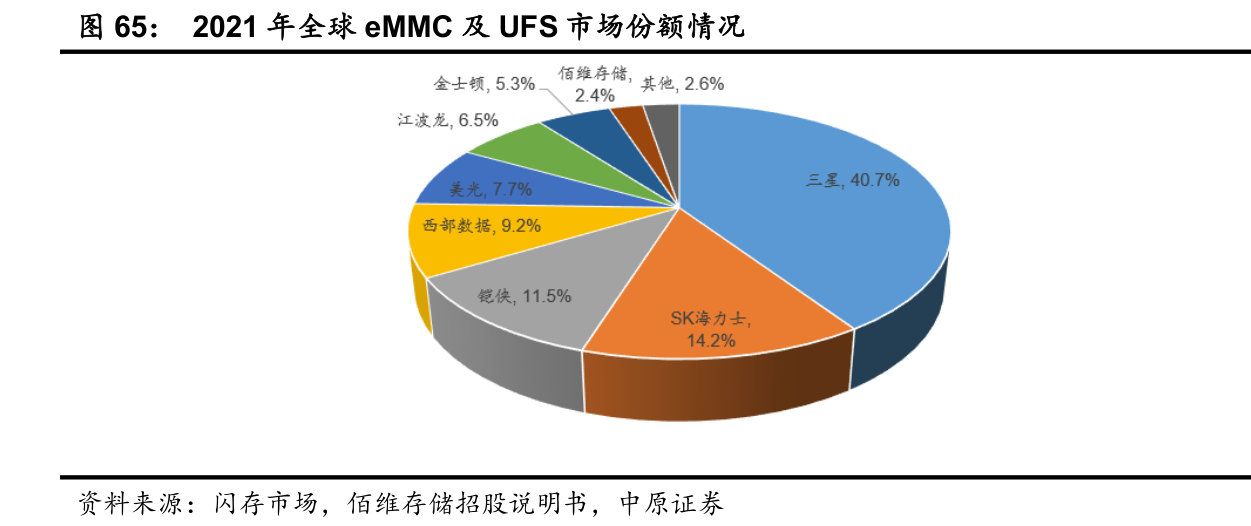 图 65： 2021 年全球 eMMC 及 UFS 市场份额情况
金士顿, 5.3%
佰维存储,
2.4%
其他, 2.6%
江波龙, 6.5%
三星, 40.7%
美光, 7.7%
西部数据, 9.2%
铠侠, 11.5%
SK海力士,
14.2%
资料来源：闪存市场，佰维存储招股说明书，中原证券